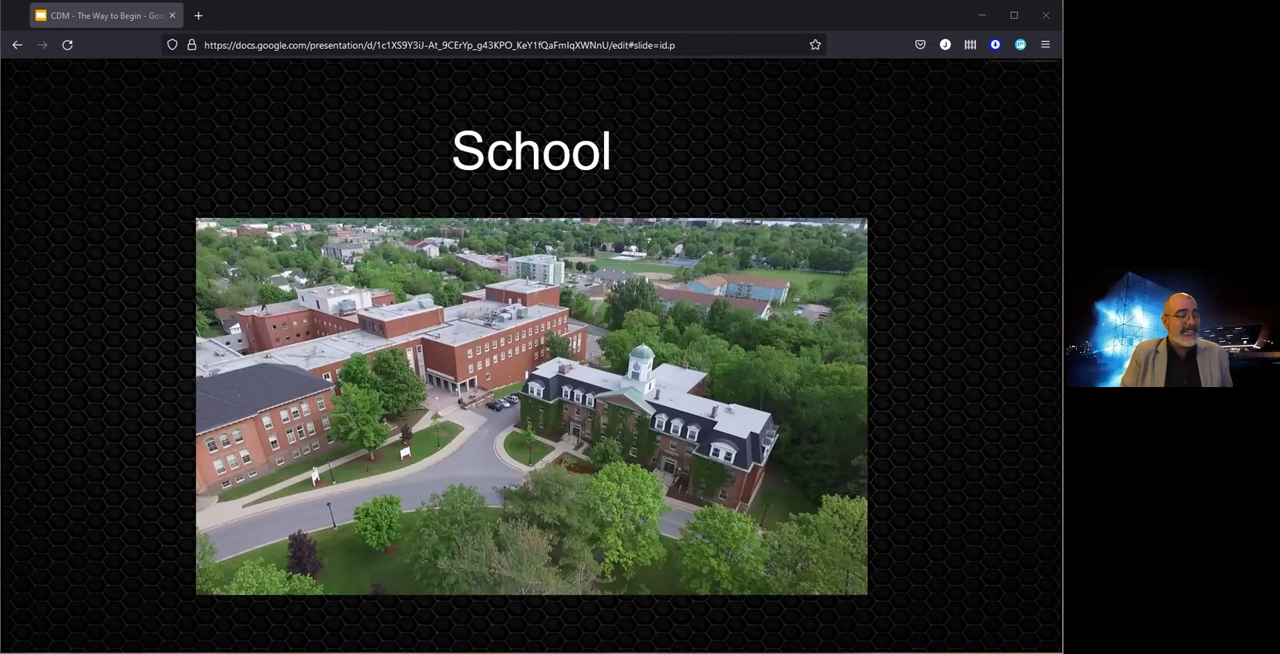 CDM - The Way to Begin - Goo
https://docs.google.com/presentation/d/1c1XS9Y3iJ-At_9CErYp_g43KPO_KeY1fQaFmIqXWNnU/edit#slide=id.p
J
School